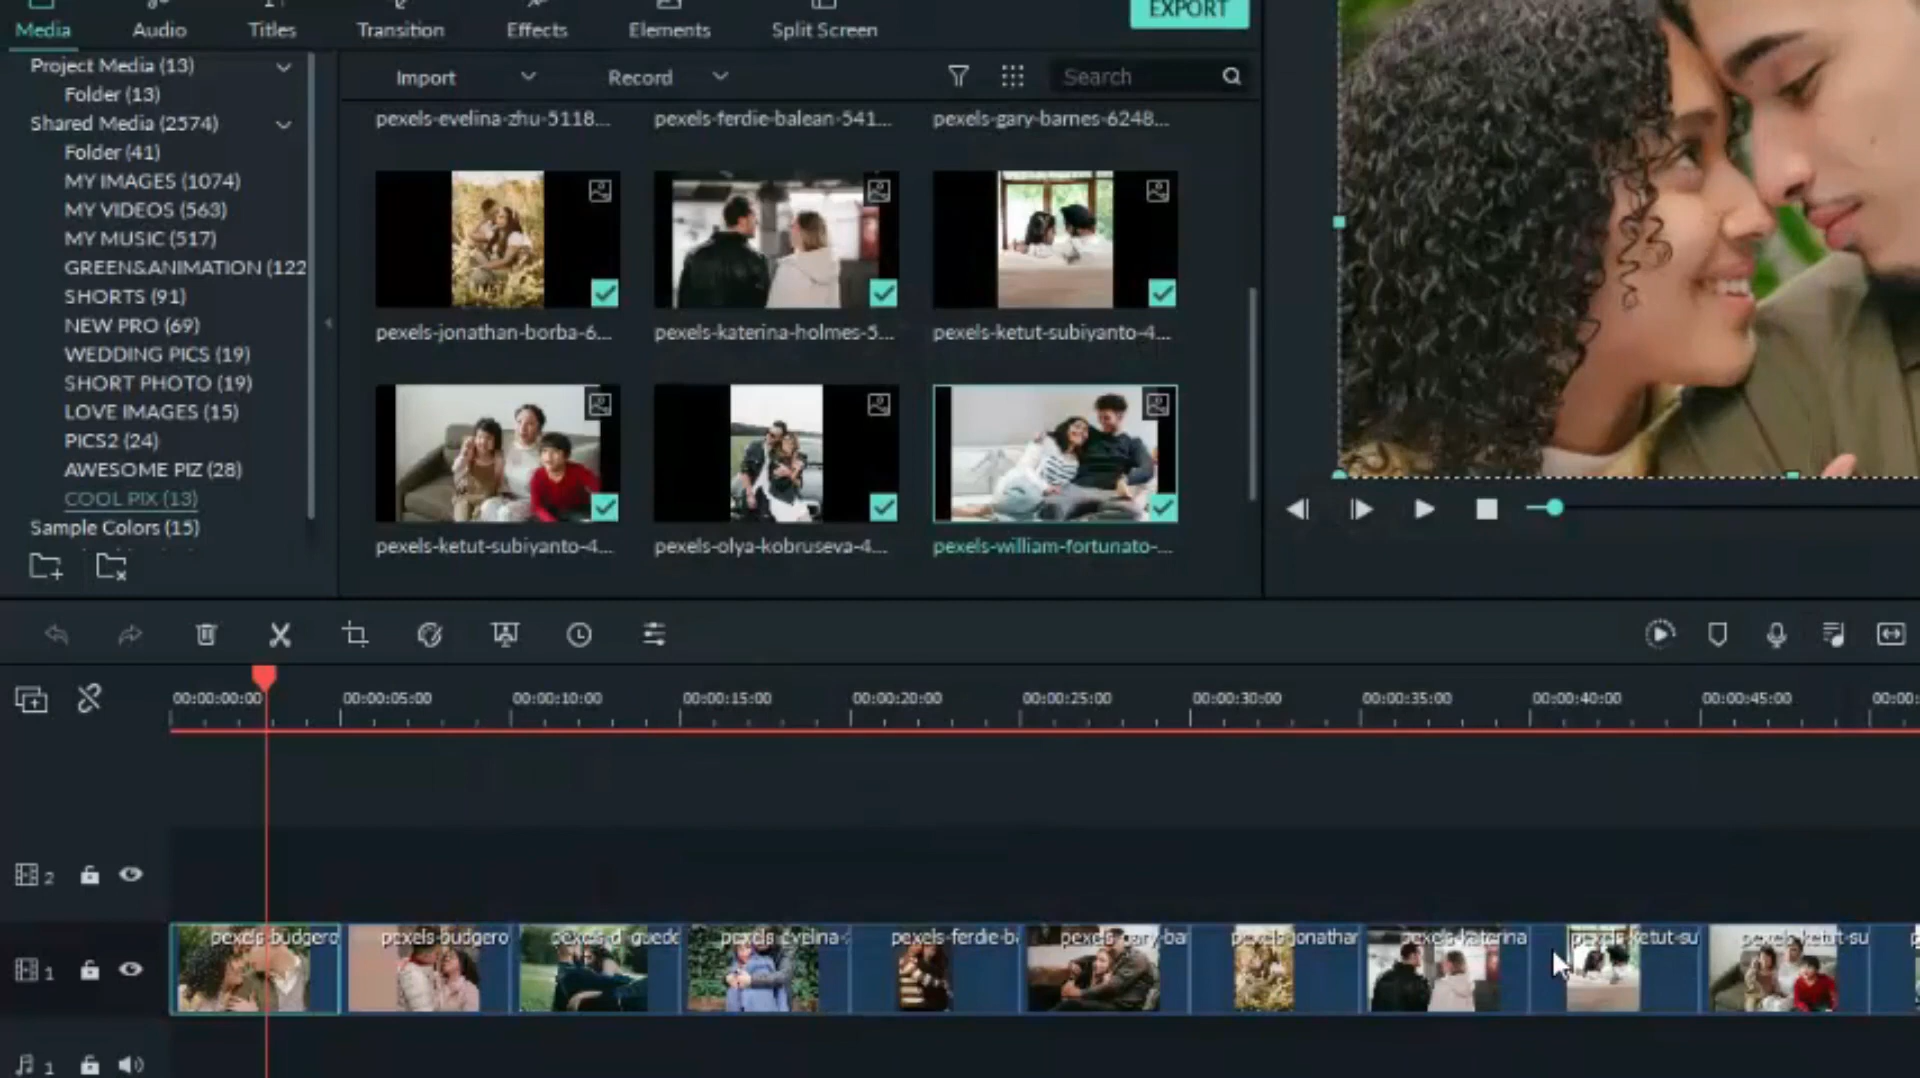 EXPORT
Media
Audio
Titles
Transition
Effects
Elements
Split Screen
Project Media (13)
Folder (13)
Shared Media (2574)
Folder (41)
MY IMAGES (1074)
MY VIDEOS (563)
MY MUSIC (517)
GREEN&ANIMATION (122
SHORTS (91)
NEW PRO (69)
WEDDING PICS (19)
SHORT PHOTO (19)
LOVE IMAGES (15)
PICS2 (24)
AWESOME PIZ (28)
COOL PIX (13)
Sample Colors (15)
Import
Record
Search
pexels-evelina-zhu-5118...
pexels-ferdie-balean-541...
pexels-gary-barnes-6248...
pexels-jonathan-borba-6...
pexels-katerina-holmes-5...
pexels-ketut-subiyanto-4...
pexels-ketut-subiyanto-4...
pexels-olya-kobruseva-4...
pexels-william-fortunato-...
00:00:00:00
00:00:05:00
00:00:10:00
00:00:15:00
00:00:20:00
00:00:25:00
00:00:30:00
00:00:35:00
00:00:40:00
00:00:45:00
00:00:
2
1
pexels-budgero
pexels-budgero
pexels-d-guede
pexels-evelina-
pexels-ferdie-b
pexels-gary-ba
pexels-jonathan
pexels-katerina
pexels-ketut-su
pexels-ketut-su
1